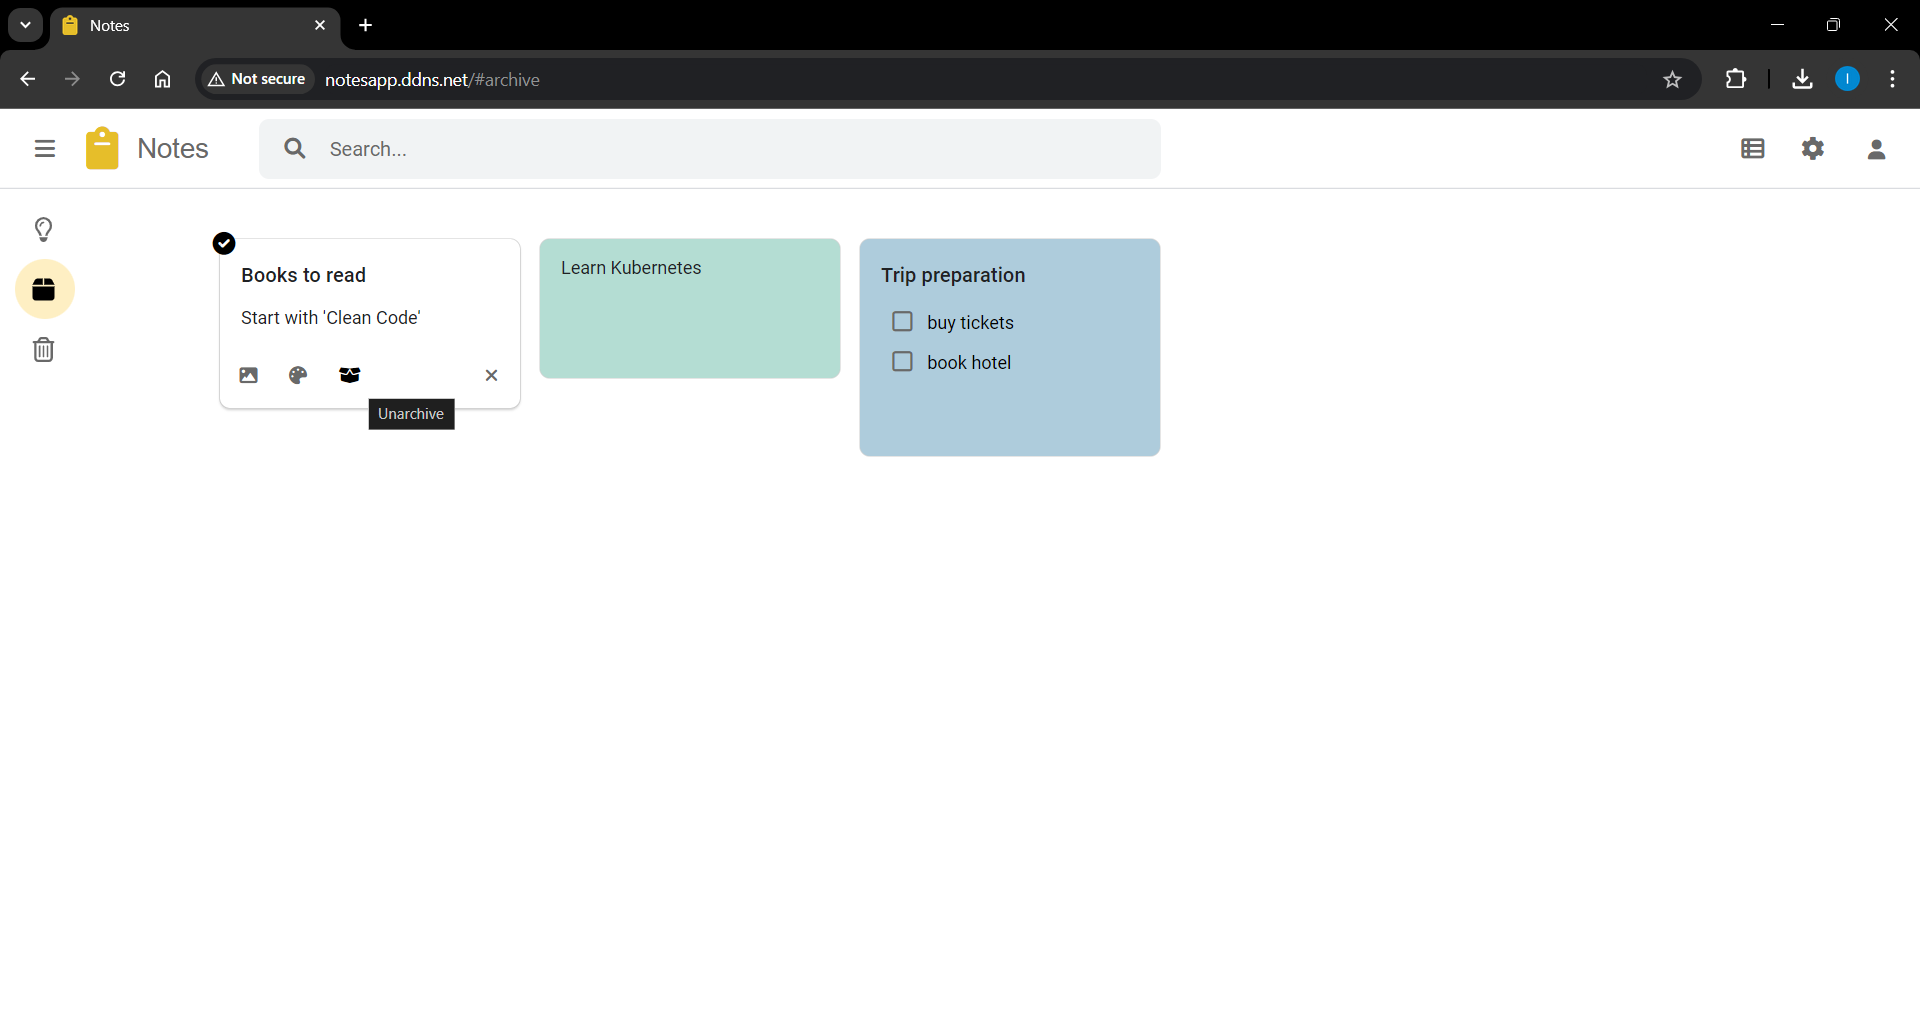 Notes
Not secure
notesapp.ddns.net/#archive
I
Notes
Search...
Books to read
Start with 'Clean Code'
Unarchive
Learn Kubernetes
Trip preparation
buy tickets
book hotel